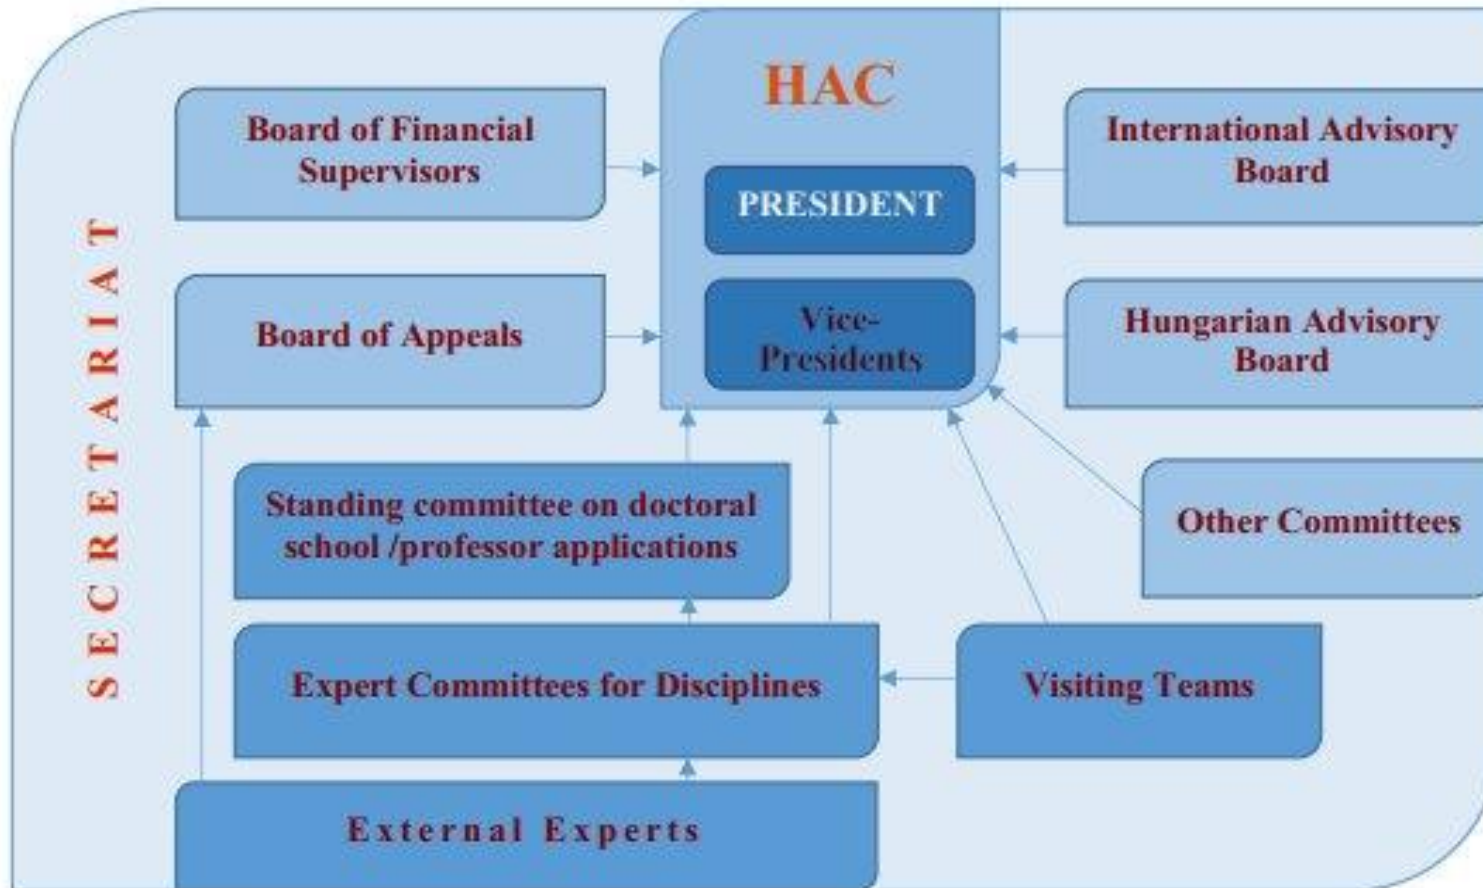 HAC
Board of Financial
Supervisors
International Advisory
Board
PRESIDENT
Board of Appeals
Vice-
Presidents
Hungarian Advisory
Board
SECRETARIAT
Standing committee on doctoral
school /professor applications
Other Committees
Expert Committees for Disciplines
Visiting Teams
External Experts